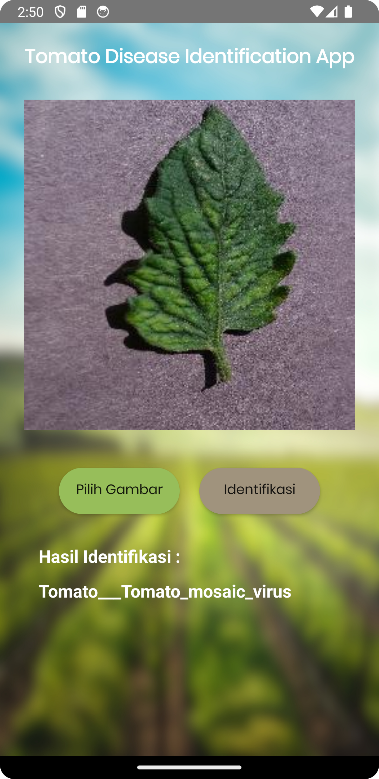 2:50
Tomato Disease Identification App
Pilih Gambar
Identifikasi
Hasil Identifikasi :
Tomato___Tomato_mosaic_virus